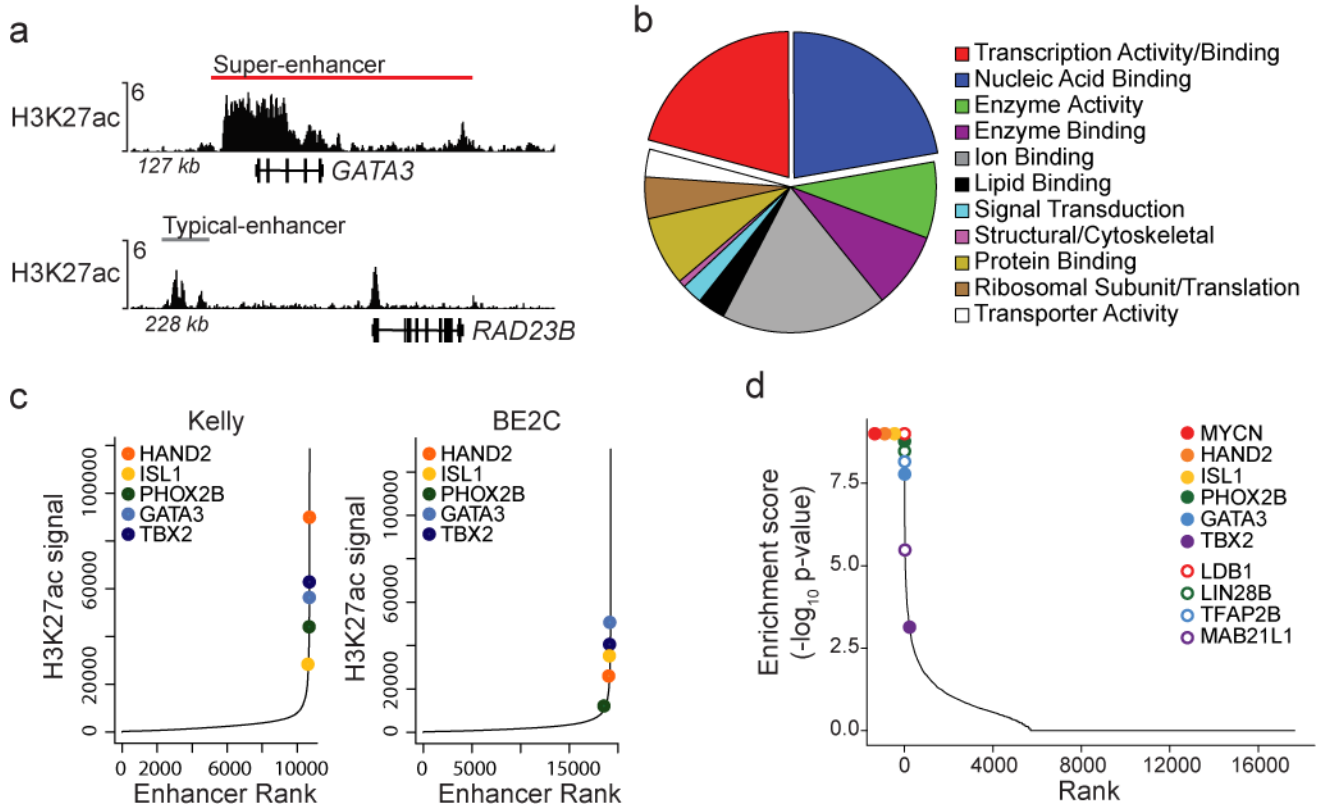 a
Super-enhancer
6
H3K27ac
127 kb
GATA3
Typical-enhancer
6
H3K27ac
228 kb
RAD23B
b
Transcription Activity/Binding
Nucleic Acid Binding
Enzyme Activity
Enzyme Binding
Ion Binding
Lipid Binding
Signal Transduction
Structural/Cytoskeletal
Protein Binding
Ribosomal Subunit/Translation
Transporter Activity
c
Kelly
HAND2
ISL1
PHOX2B
GATA3
TBX2
H3K27ac signal
100000
60000
20000
0
0 2000 6000 10000
Enhancer Rank
BE2C
HAND2
ISL1
PHOX2B
GATA3
TBX2
H3K27ac signal
100000
60000
20000
0
0 5000 15000
Enhancer Rank
d
MYCN
HAND2
ISL1
PHOX2B
GATA3
TBX2
LDB1
LIN28B
TFAP2B
MAB21L1
Enrichment score
(-log₁₀ p-value)
7.5
5.0
2.5
0.0
0 4000 12000 16000
Rank